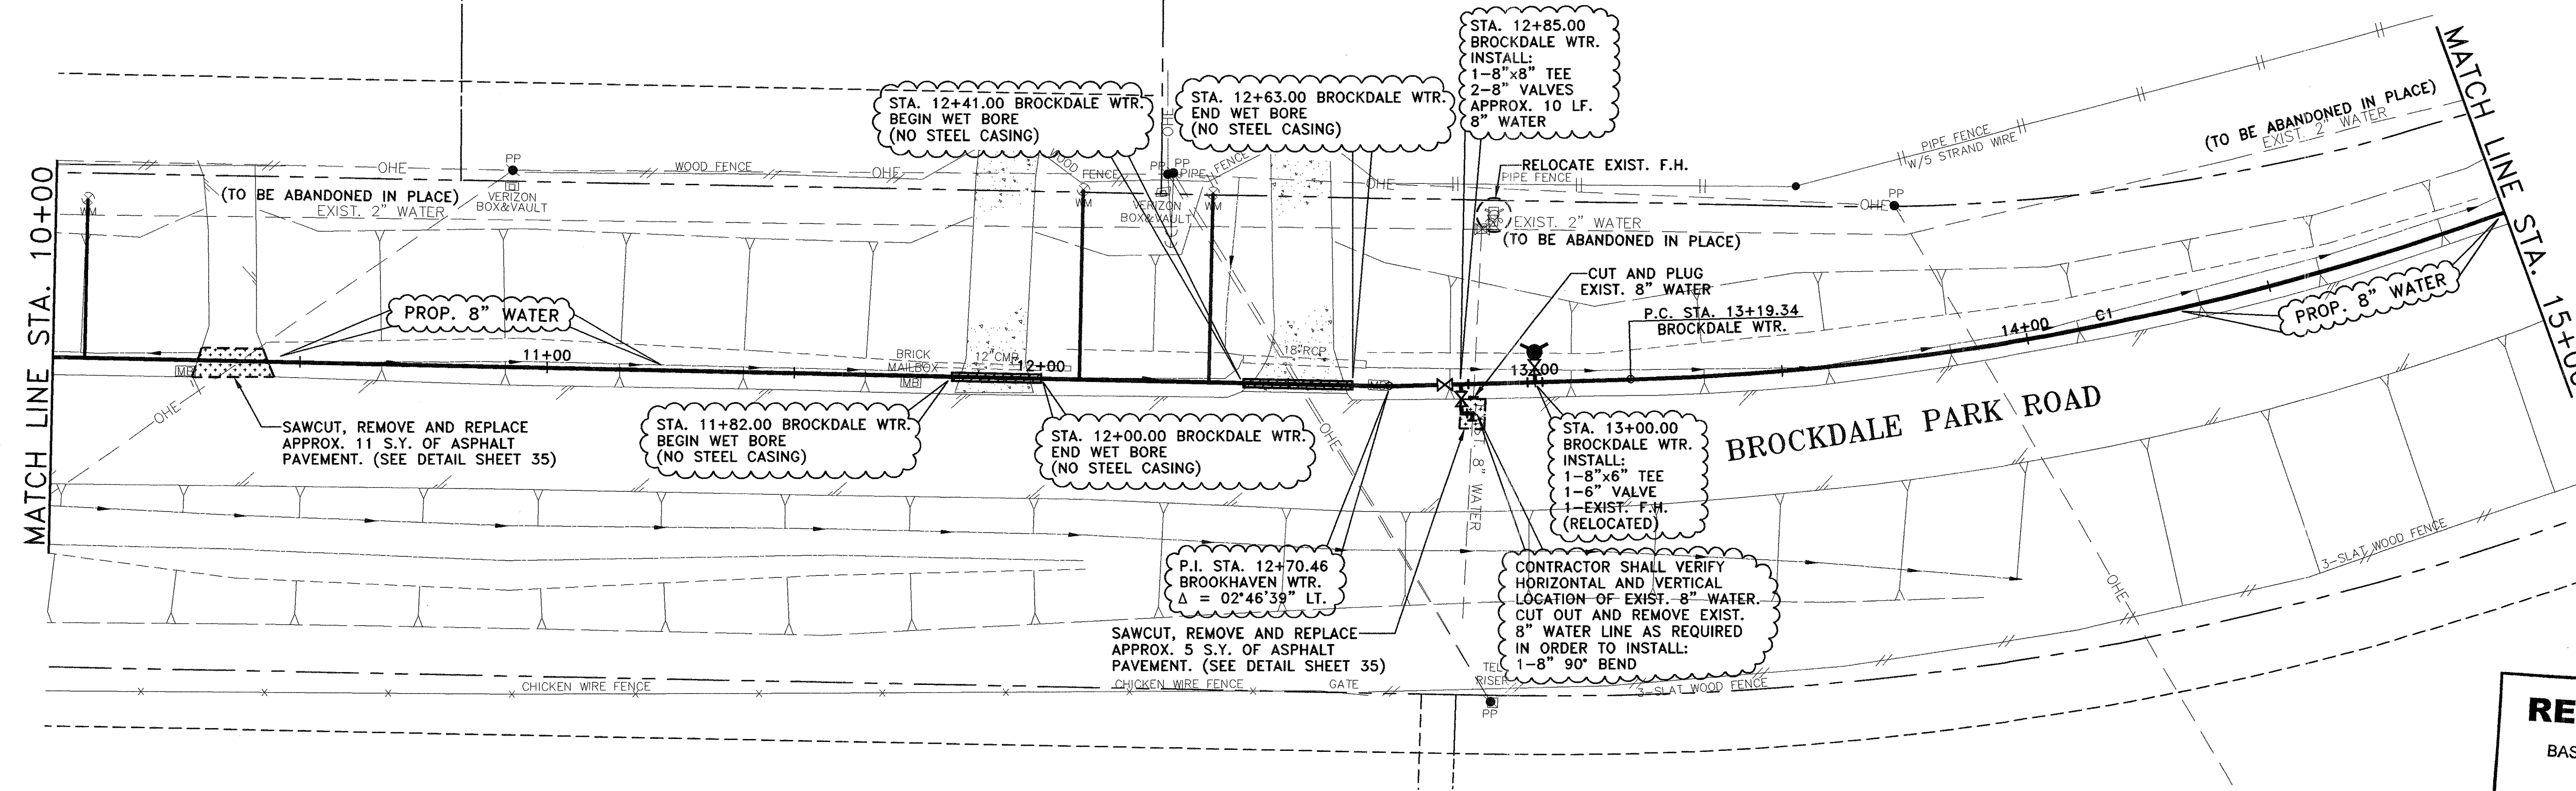 STA. 12+85.00
BROCKDALE WTR.
INSTALL:
1-8"x8" TEE
2-8" VALVES
APPROX. 10 LF.
8" WATER
STA. 12+41.00 BROCKDALE WTR.
BEGIN WET BORE
(NO STEEL CASING)
STA. 12+63.00 BROCKDALE WTR.
END WET BORE
(NO STEEL CASING)
OHE
MATCH LINE STA. 10+00
MATCH LINE STA. 15+00
(TO BE ABANDONED IN PLACE)
EXIST. 2" WATER
PIPE FENCE
W/5 STRAND WIRE
RELOCATE EXIST. F.H.
PIPE FENCE
PP
OHE
WOOD FENCE
OHE
WOOD
FENCE
PP
PP
PIPE
FENCE
OHE
OHE
PP
WM
(TO BE ABANDONED IN PLACE)
EXIST. 2" WATER
VERIZON
BOX&VAULT
WM
VERIZON
BOX&VAULT
WM
EXIST. 2" WATER
(TO BE ABANDONED IN PLACE)
CUT AND PLUG
EXIST. 8" WATER
P.C. STA. 13+19.34
BROCKDALE WTR.
PROP. 8" WATER
PROP. 8" WATER
11+00
BRICK
MAILBOX
MB
12"CMP
12+00
18"RCP
MB
13+00
14+00
C1
MB
OHE
OHE
BROCKDALE PARK ROAD
SAWCUT, REMOVE AND REPLACE
APPROX. 11 S.Y. OF ASPHALT
PAVEMENT. (SEE DETAIL SHEET 35)
STA. 11+82.00 BROCKDALE WTR.
BEGIN WET BORE
(NO STEEL CASING)
STA. 12+00.00 BROCKDALE WTR.
END WET BORE
(NO STEEL CASING)
8" WATER
STA. 13+00.00
BROCKDALE WTR.
INSTALL:
1-8"x6" TEE
1-6" VALVE
1-EXIST. F.H.
(RELOCATED)
P.I. STA. 12+70.46
BROOKHAVEN WTR.
Δ = 02°46'39" LT.
CONTRACTOR SHALL VERIFY
HORIZONTAL AND VERTICAL
LOCATION OF EXIST. 8" WATER.
CUT OUT AND REMOVE EXIST.
8" WATER LINE AS REQUIRED
IN ORDER TO INSTALL:
1-8" 90° BEND
SAWCUT, REMOVE AND REPLACE
APPROX. 5 S.Y. OF ASPHALT
PAVEMENT. (SEE DETAIL SHEET 35)
OHE
3-SLAT WOOD FENCE
CHICKEN WIRE FENCE
CHICKEN WIRE FENCE
GATE
TEL
RISER
PP
3-SLAT WOOD FENCE
RE
BAS